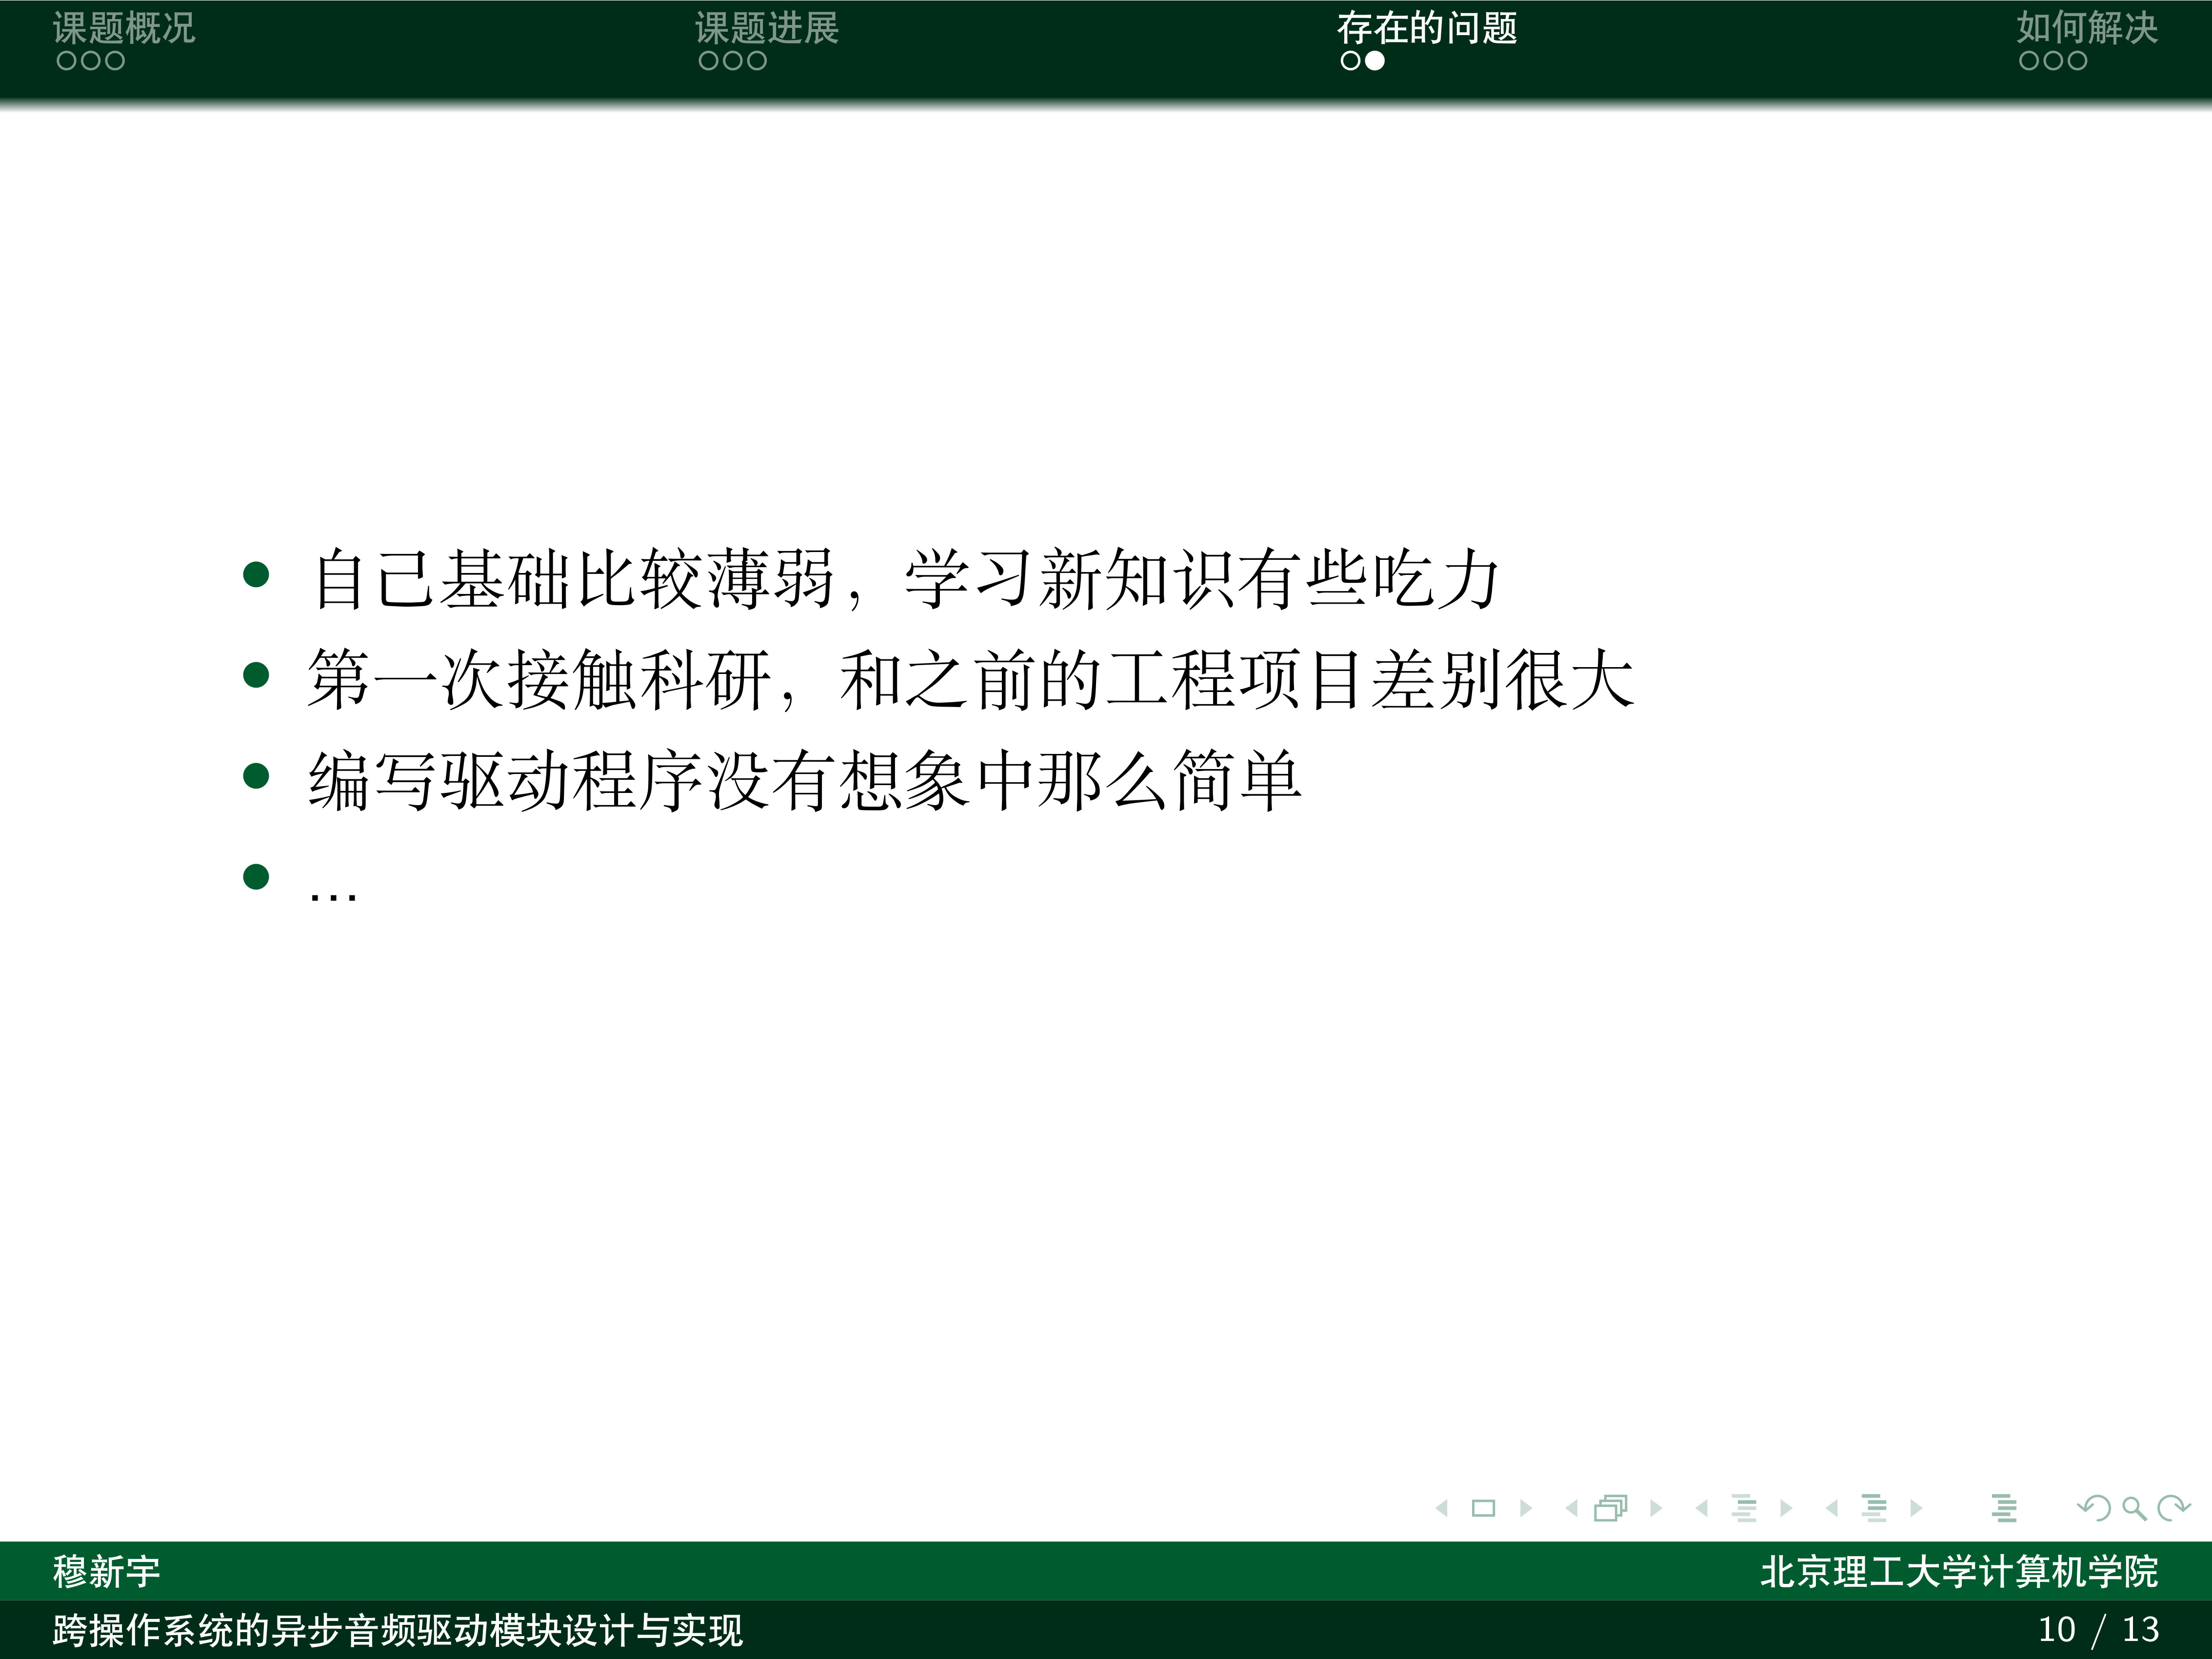 课题概况
课题进展
存在的问题
如何解决
自己基础比较薄弱，学习新知识有些吃力
第一次接触科研，和之前的工程项目差别很大
编写驱动程序没有想象中那么简单
...
穆新宇
北京理工大学计算机学院
跨操作系统的异步音频驱动模块设计与实现
10 / 13